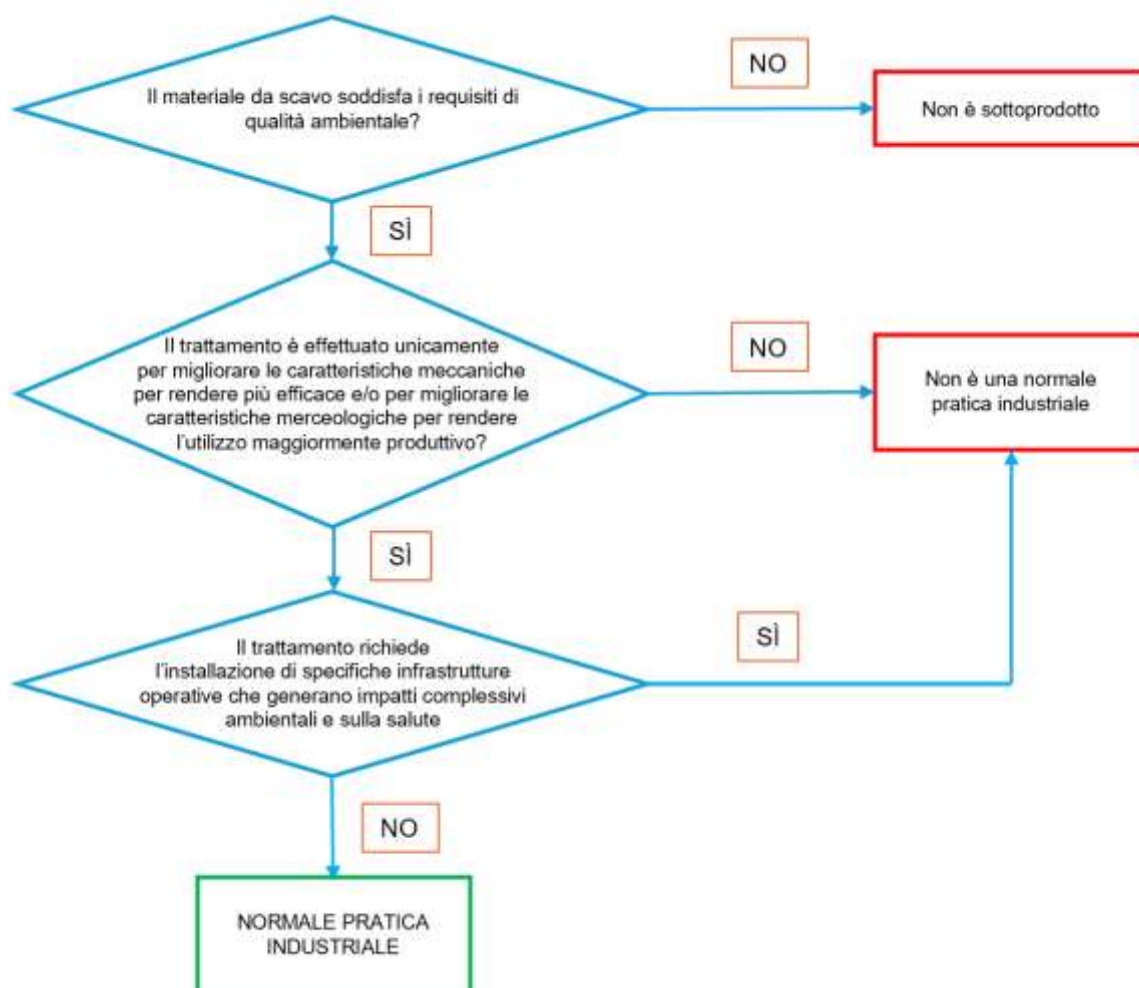 Il materiale da scavo soddisfa i requisiti di
qualità ambientale?
NO
Non è sottoprodotto
SÌ
Il trattamento è effettuato unicamente
per migliorare le caratteristiche meccaniche
per rendere più efficace e/o per migliorare le
caratteristiche merceologiche per rendere
l'utilizzo maggiormente produttivo?
NO
Non è una normale
pratica industriale
SÌ
Il trattamento richiede
l'installazione di specifiche infrastrutture
operative che generano impatti complessivi
ambientali e sulla salute
SÌ
NO
NORMALE PRATICA
INDUSTRIALE